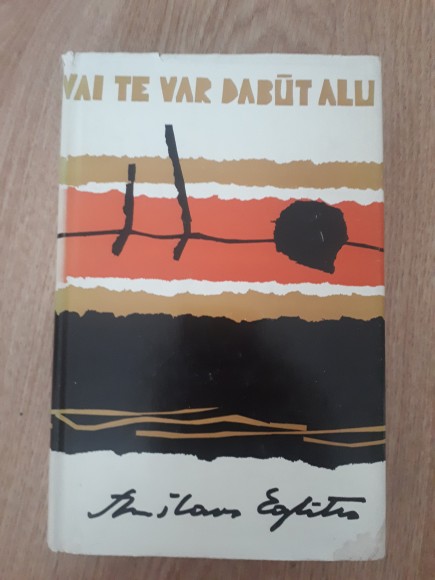 VAI TE VAR DABŪT ALU
Anšlavs Eglītis